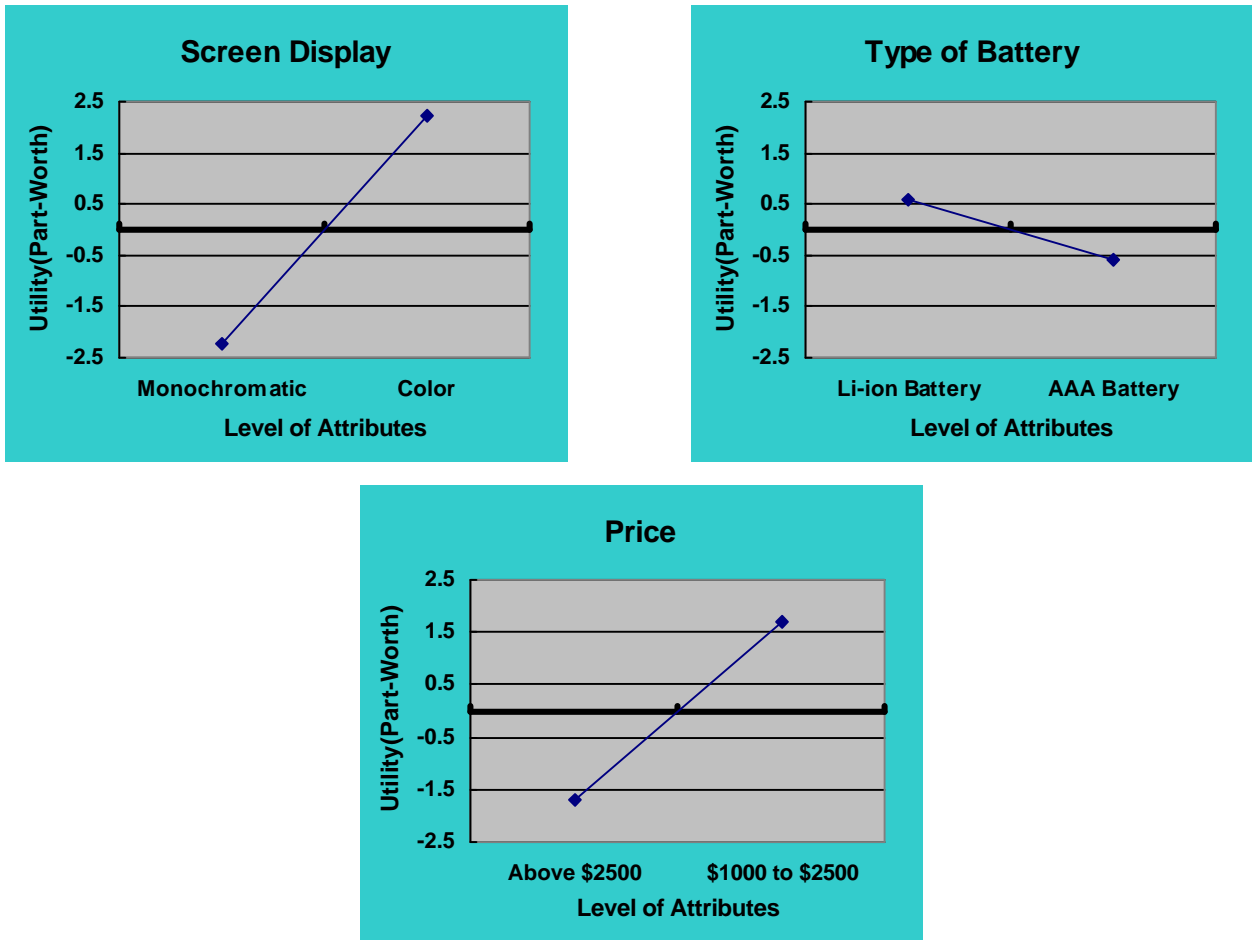 Screen Display
2.5
1.5
0.5
-0.5
-1.5
-2.5
Utility(Part-Worth)
Monochromatic Color
Level of Attributes
Type of Battery
2.5
1.5
0.5
-0.5
-1.5
-2.5
Utility(Part-Worth)
Li-ion Battery AAA Battery
Level of Attributes
Price
2.5
1.5
0.5
-0.5
-1.5
-2.5
Utility(Part-Worth)
Above $2500 $1000 to $2500
Level of Attributes